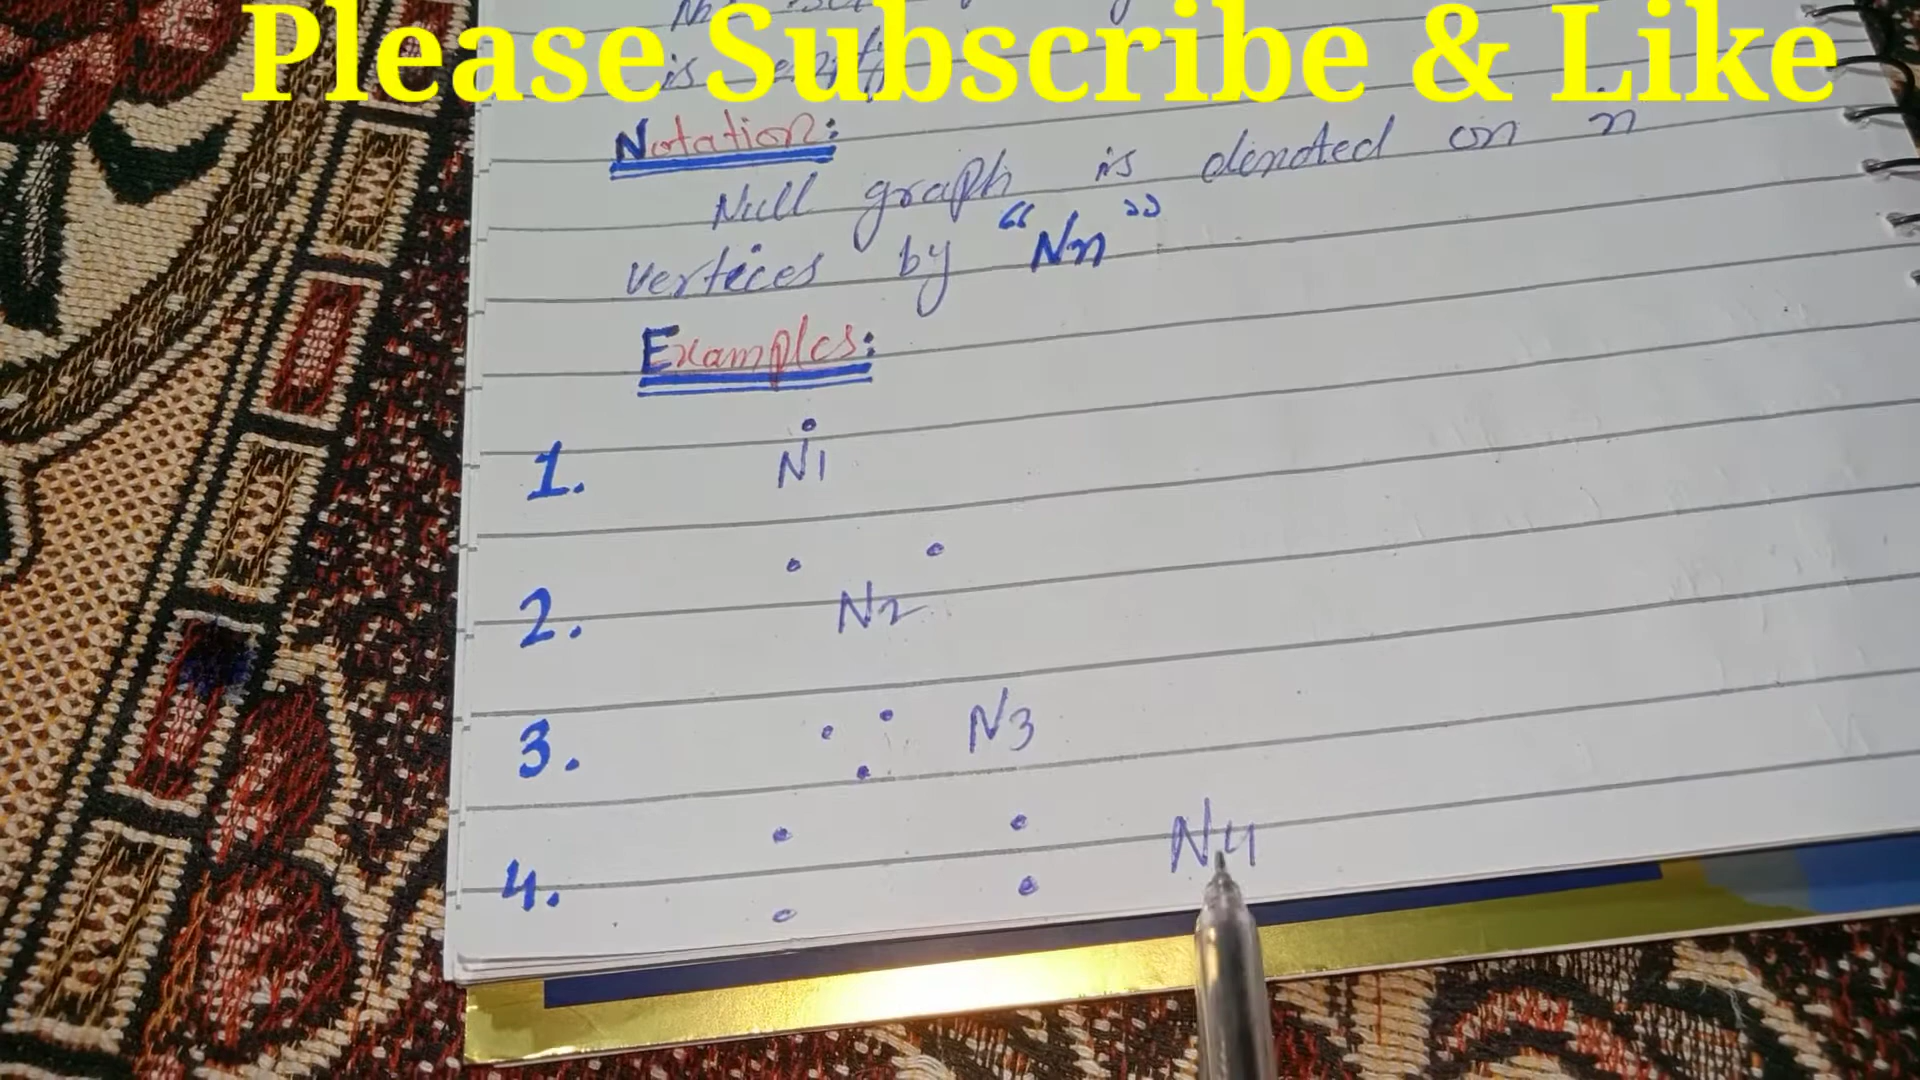 Please Subscribe & Like
is
Notation:
Null graph is denoted on n
vertices by "Nn"
Examples:
1. N1
2. N2
3. N3
4. N4